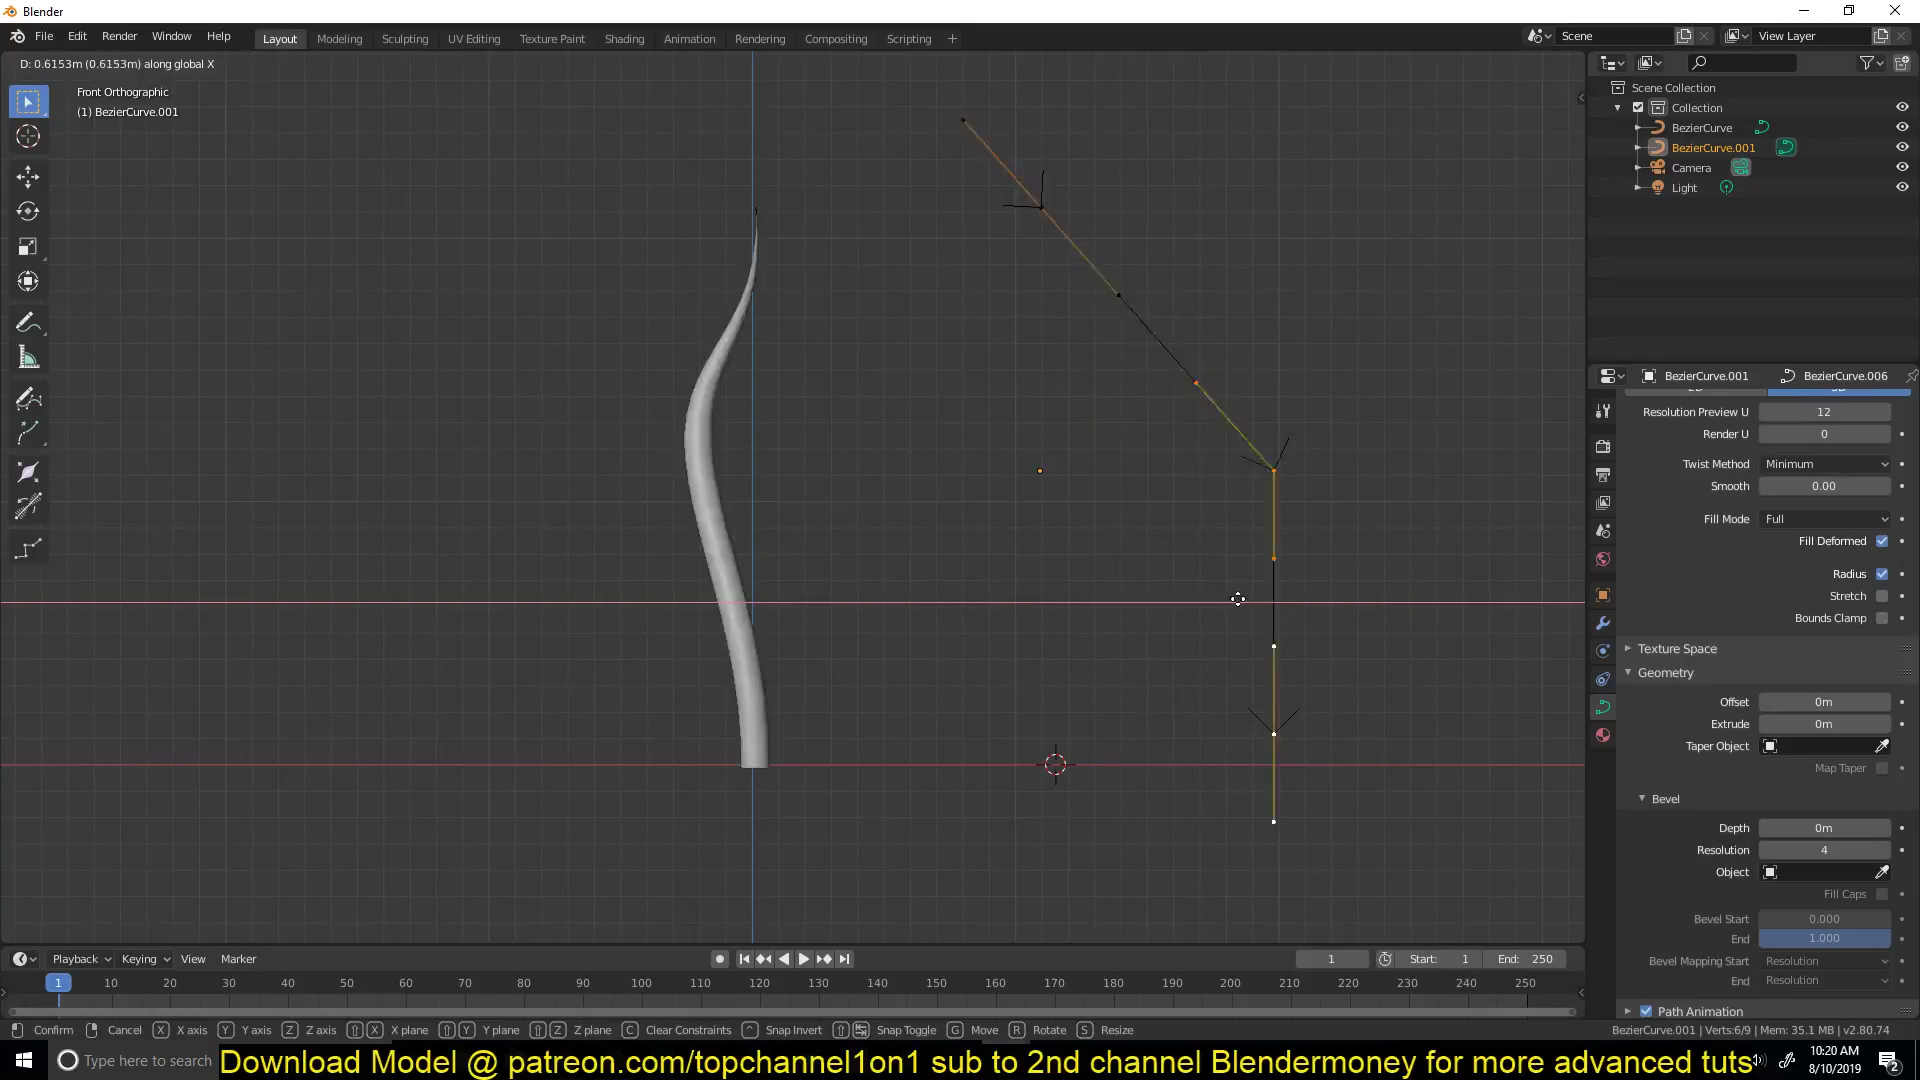 Blender
File Edit Render Window Help
Layout Modeling Sculpting UV Editing Texture Paint Shading Animation Rendering Compositing Scripting +
Scene
View Layer
D: 0.6153m (0.6153m) along global X
Front Orthographic
(1) BezierCurve.001
Scene Collection
Collection
BezierCurve
BezierCurve.001
Camera
Light
BezierCurve.001 BezierCurve.006
Resolution Preview U 12
Render U 0
Twist Method Minimum
Smooth 0.00
Fill Mode Full
Fill Deformed
Radius
Stretch
Bounds Clamp
Texture Space
Geometry
Offset 0m
Extrude 0m
Taper Object
Map Taper
Bevel
Depth 0m
Resolution 4
Object
Fill Caps
Bevel Start 0.000
End 1.000
Bevel Mapping Start Resolution
End Resolution
Path Animation
Playback Keying View Marker
1 Start: 1 End: 250
1 10 20 30 40 50 60 70 80 90 100 110 120 130 140 150 160 170 180 190 200 210 220 230 240 250
Confirm Cancel X X axis Y Y axis Z Z axis X X plane Y Y plane Z Z plane C Clear Constraints ^ Snap Invert Snap Toggle G Move R Rotate S Resize
BezierCurve.001 | Verts:6/9 | Mem: 35.1 MB | v2.80.74
Type here to search
Download Model @ patreon.com/topchannel1on1 sub to 2nd channel Blendermoney for more advanced tuts
10:20 AM
8/10/2019
2